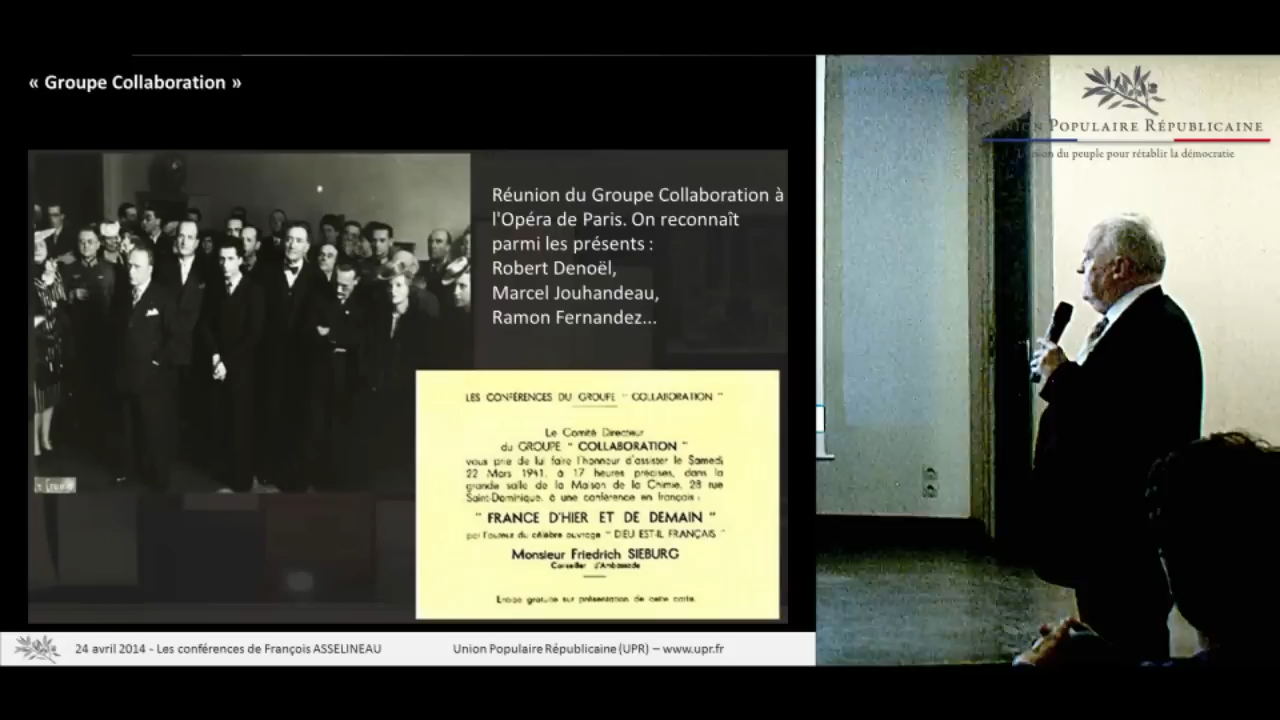 « Groupe Collaboration »
Réunion du Groupe Collaboration à
l'Opéra de Paris. On reconnaît
parmi les présents :
Robert Denoël,
Marcel Jouhandeau,
Ramon Fernandez...
LES CONFÉRENCES DU GROUPE " COLLABORATION "
Le Comité Directeur
du GROUPE " COLLABORATION "
vous prie de lui faire l'honneur d'assister le Samedi
22 Mars 1941, à 17 heures précises, dans la
grande salle de la Maison de la Chimie, 28 rue
Saint-Dominique, à une conférence en français :
" FRANCE D'HIER ET DE DEMAIN "
par l'auteur du célèbre ouvrage " DIEU EST-IL FRANÇAIS "
Monsieur Friedrich SIEBURG
Conseiller d'Ambassade
Entrée gratuite sur présentation de cette carte.
24 avril 2014 - Les conférences de François ASSELINEAU
Union Populaire Républicaine (UPR) – www.upr.fr
UNION POPULAIRE RÉPUBLICAINE
L'union du peuple pour rétablir la démocratie